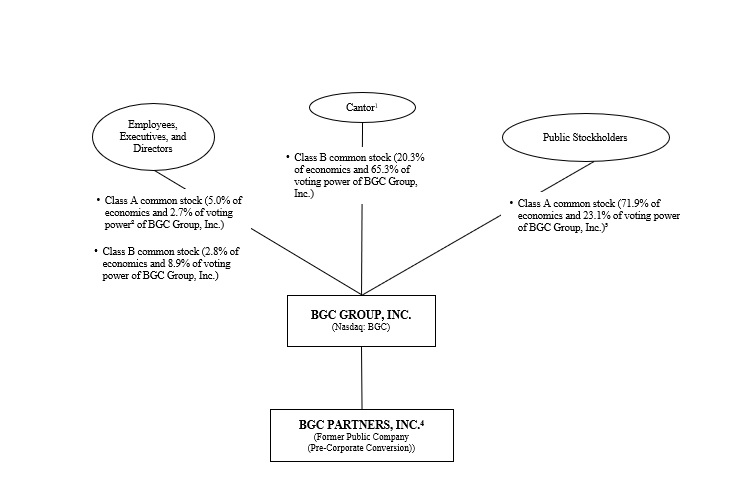 Cantor¹
Employees,
Executives, and
Directors
Public Stockholders
• Class B common stock (20.3%
of economics and 65.3% of
voting power of BGC Group,
Inc.)
• Class A common stock (5.0% of
economics and 2.7% of voting
power² of BGC Group, Inc.)
• Class B common stock (2.8% of
economics and 8.9% of voting
power of BGC Group, Inc.)
• Class A common stock (71.9% of
economics and 23.1% of voting power
of BGC Group, Inc.)³
BGC GROUP, INC.
(Nasdaq: BGC)
BGC PARTNERS, INC.⁴
(Former Public Company
(Pre-Corporate Conversion))